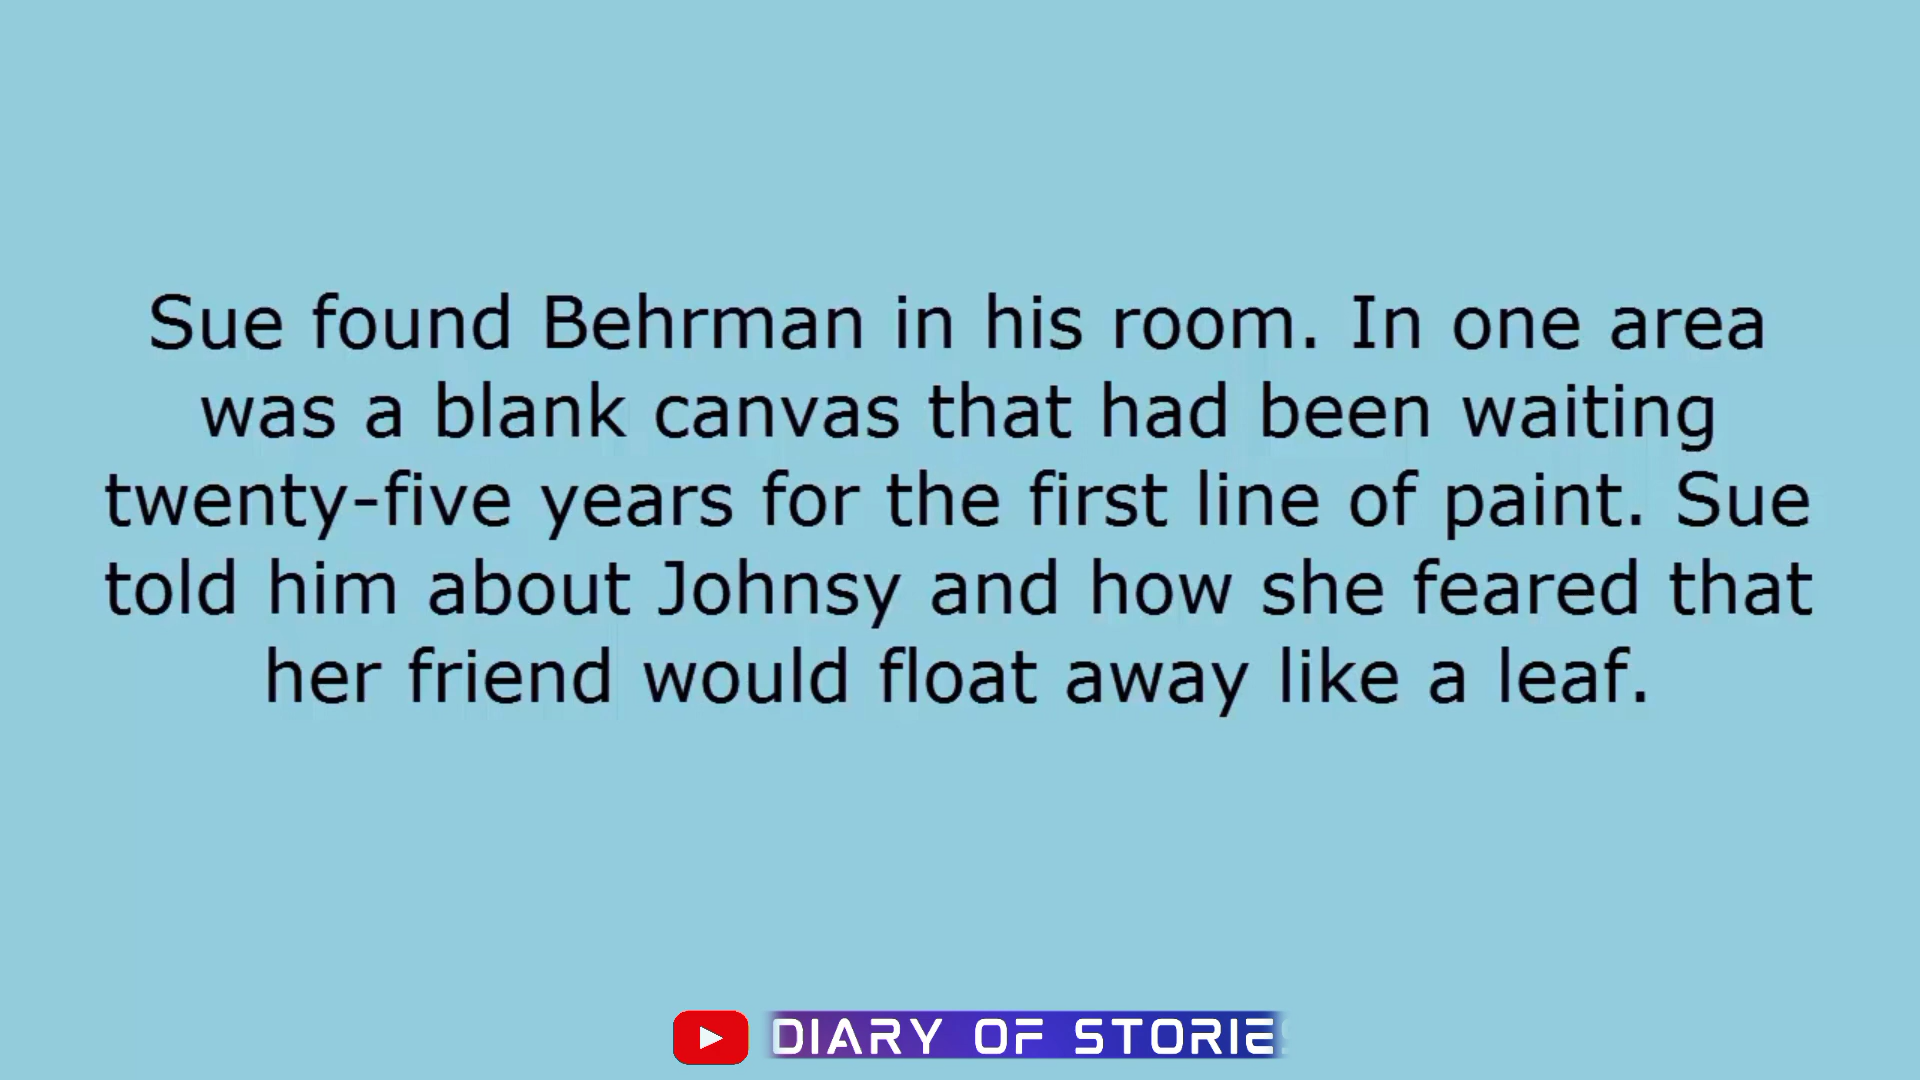 Sue found Behrman in his room. In one area
was a blank canvas that had been waiting
twenty-five years for the first line of paint. Sue
told him about Johnsy and how she feared that
her friend would float away like a leaf.
DIARY OF STORIES